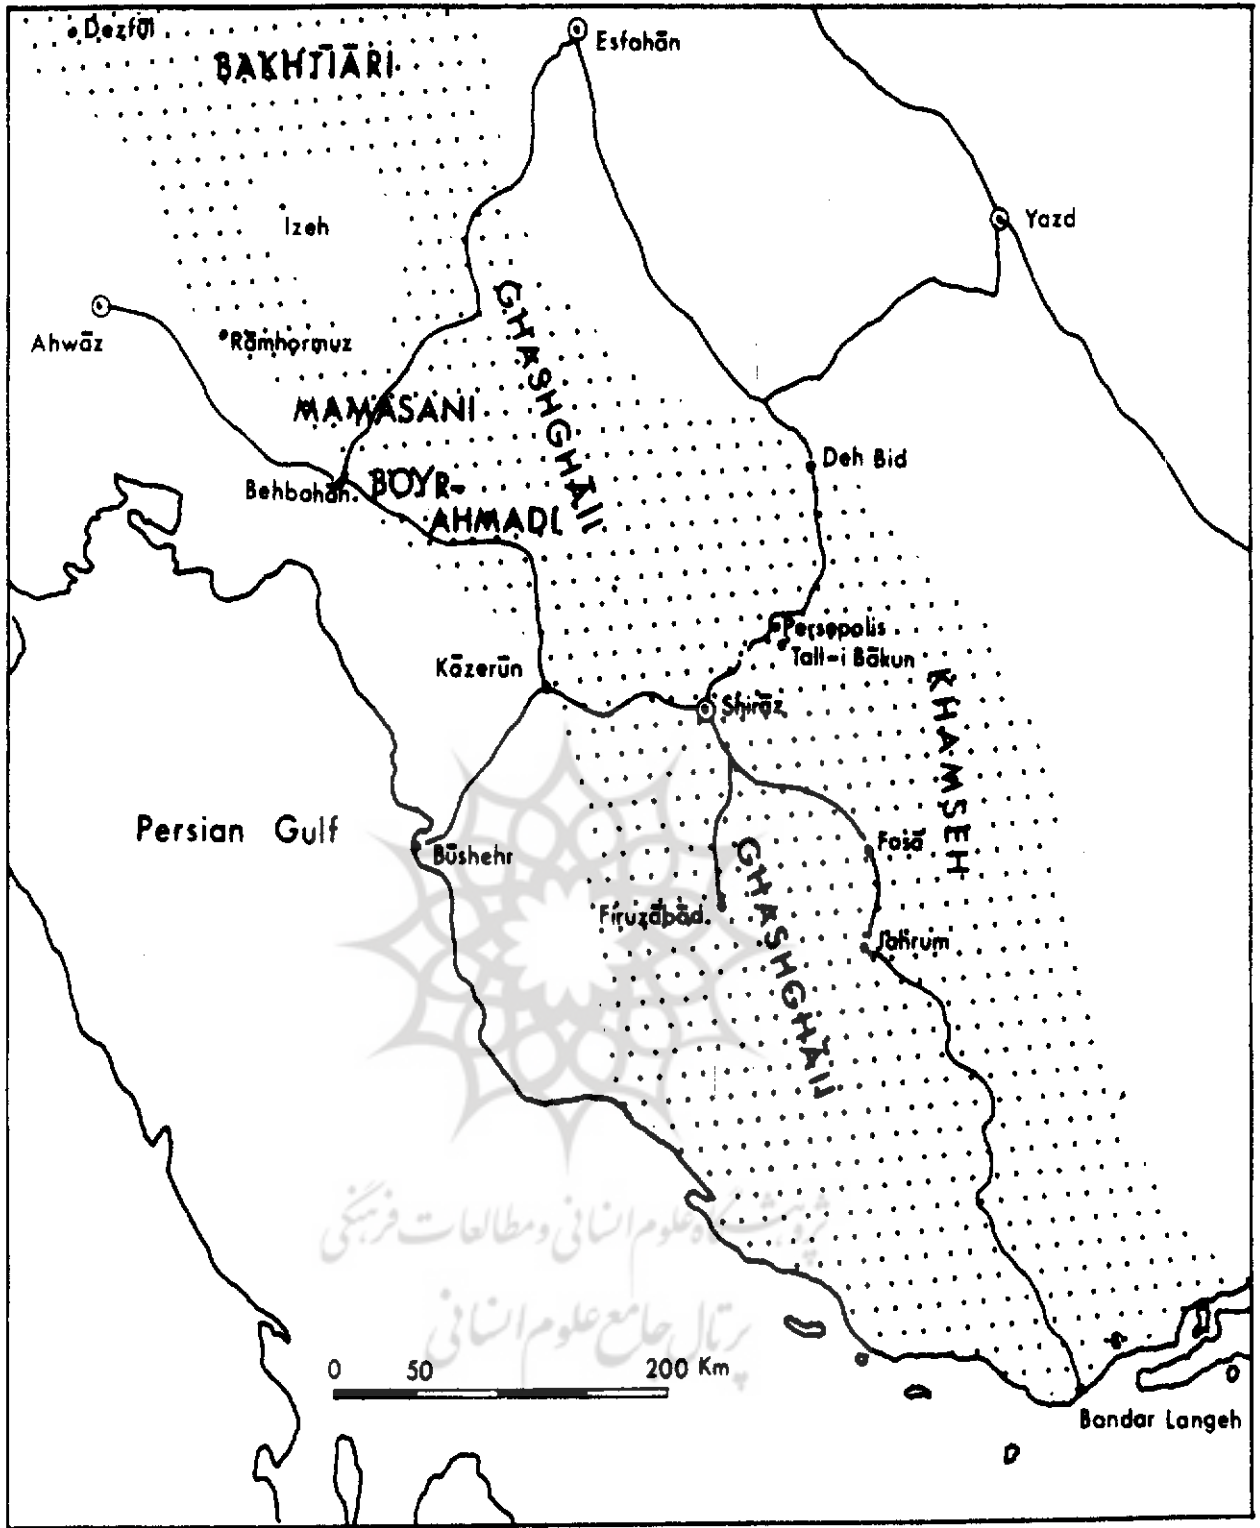 Dezfūl
Esfahān
BAKHTĪĀRI
Yazd
Izeh
GHASHGHĀII
Ahwāz
Rāmhormuz
MAMASANI
Deh Bid
Behbahān.
BOYR-
AHMADI
Persepolis
Tall-i Bākun
Kāzerūn
KHAMSEH
Shirāz
Persian Gulf
Būshehr
Fasā
GHASHGHĀII
Firuzābād.
Jahrum
پژوهشگاه علوم انسانی و مطالعات فرهنگی
پرتال جامع علوم انسانی
0 50 200 Km
Bandar Langeh